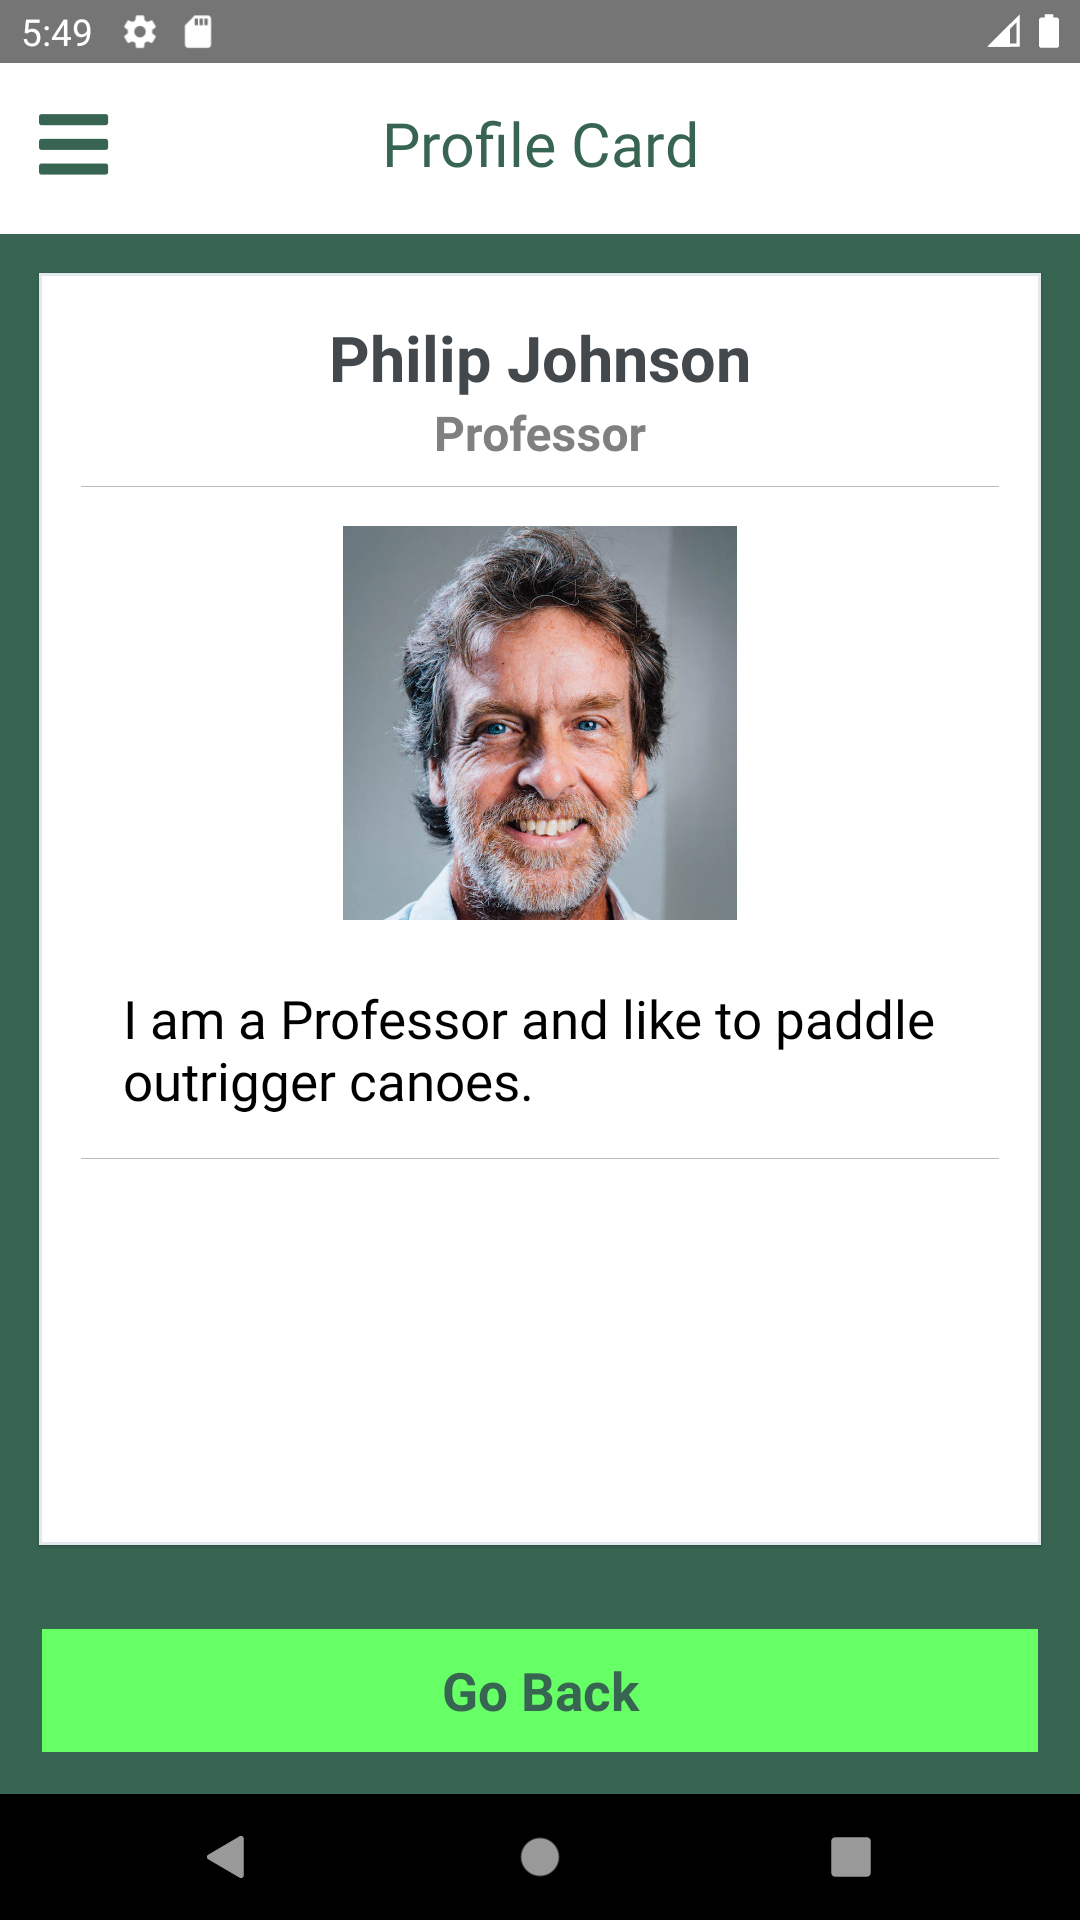 5:49
Profile Card
Philip Johnson
Professor
I am a Professor and like to paddle
outrigger canoes.
Go Back